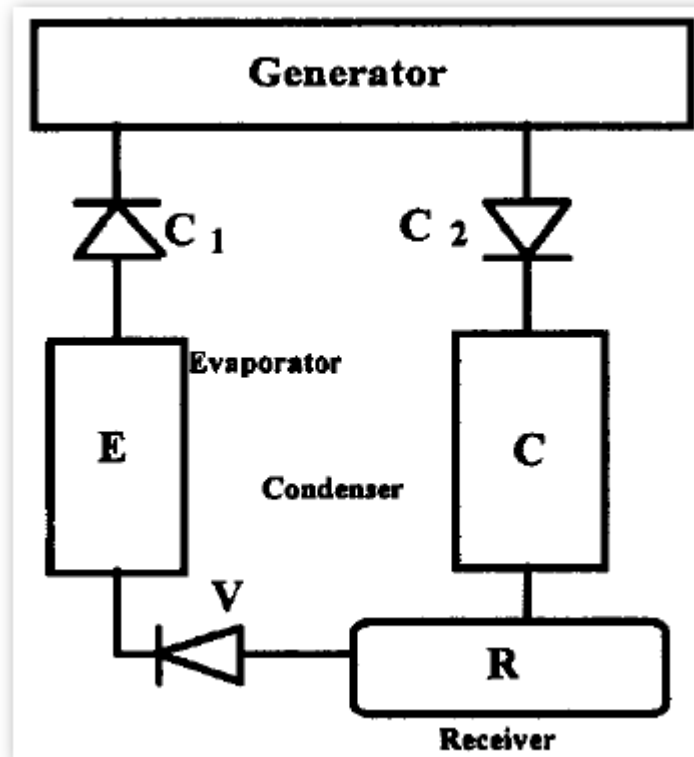 Generator
C 1
C 2
Evaporator
E
C
Condenser
V
R
Receiver